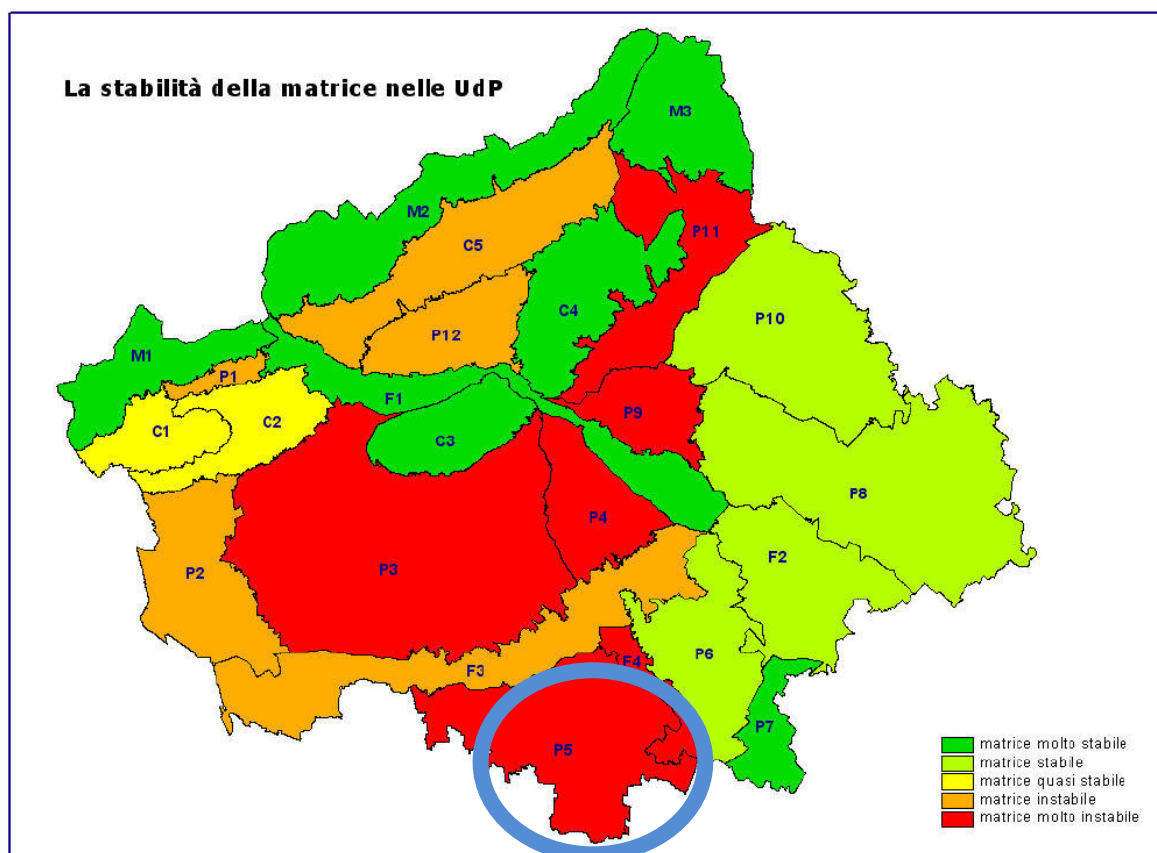 La stabilità della matrice nelle UdP
M3
M2
P11
C5
C4
P10
P12
M1
P1
F1
P9
C2
C1
C3
P8
P4
F2
P3
P2
P6
F4
F3
P7
P5
matrice molto stabile
matrice stabile
matrice quasi stabile
matrice instabile
matrice molto instabile